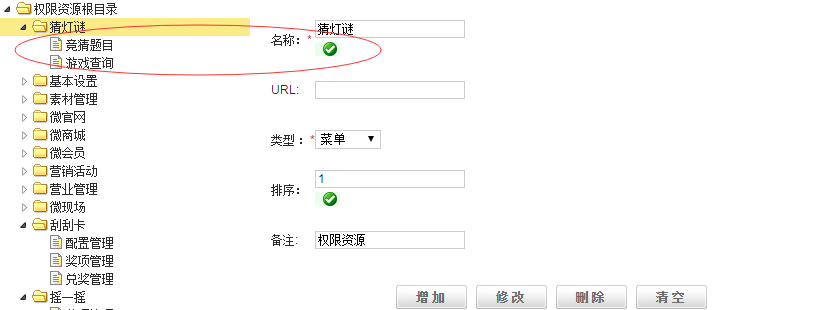 权限资源根目录
猜灯谜
竞猜题目
游戏查询
基本设置
素材管理
微官网
微商城
微会员
营销活动
营业管理
微现场
刮刮卡
配置管理
奖项管理
兑奖管理
摇一摇
名称：* 猜灯谜
URL:
类型：* 菜单
排序： 1
备注: 权限资源
增加 修改 删除 清空